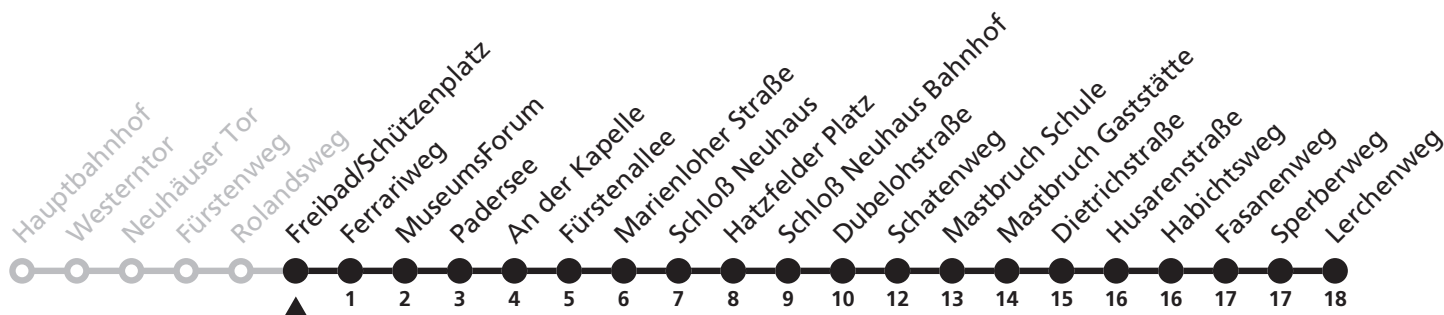 Hauptbahnhof
Westerntor
Neuhäuser Tor
Fürstenweg
Rolandsweg
Freibad/Schützenplatz
Ferrariweg
MuseumsForum
Padersee
An der Kapelle
Fürstenallee
Marienloher Straße
Schloß Neuhaus
Hatzfelder Platz
Schloß Neuhaus Bahnhof
Dubelohstraße
Schatenweg
Mastbruch Schule
Mastbruch Gaststätte
Dietrichstraße
Husarenstraße
Habichtsweg
Fasanenweg
Sperberweg
Lerchenweg
1 2 3 4 5 6 7 8 9 10 12 13 14 15 16 16 17 17 18